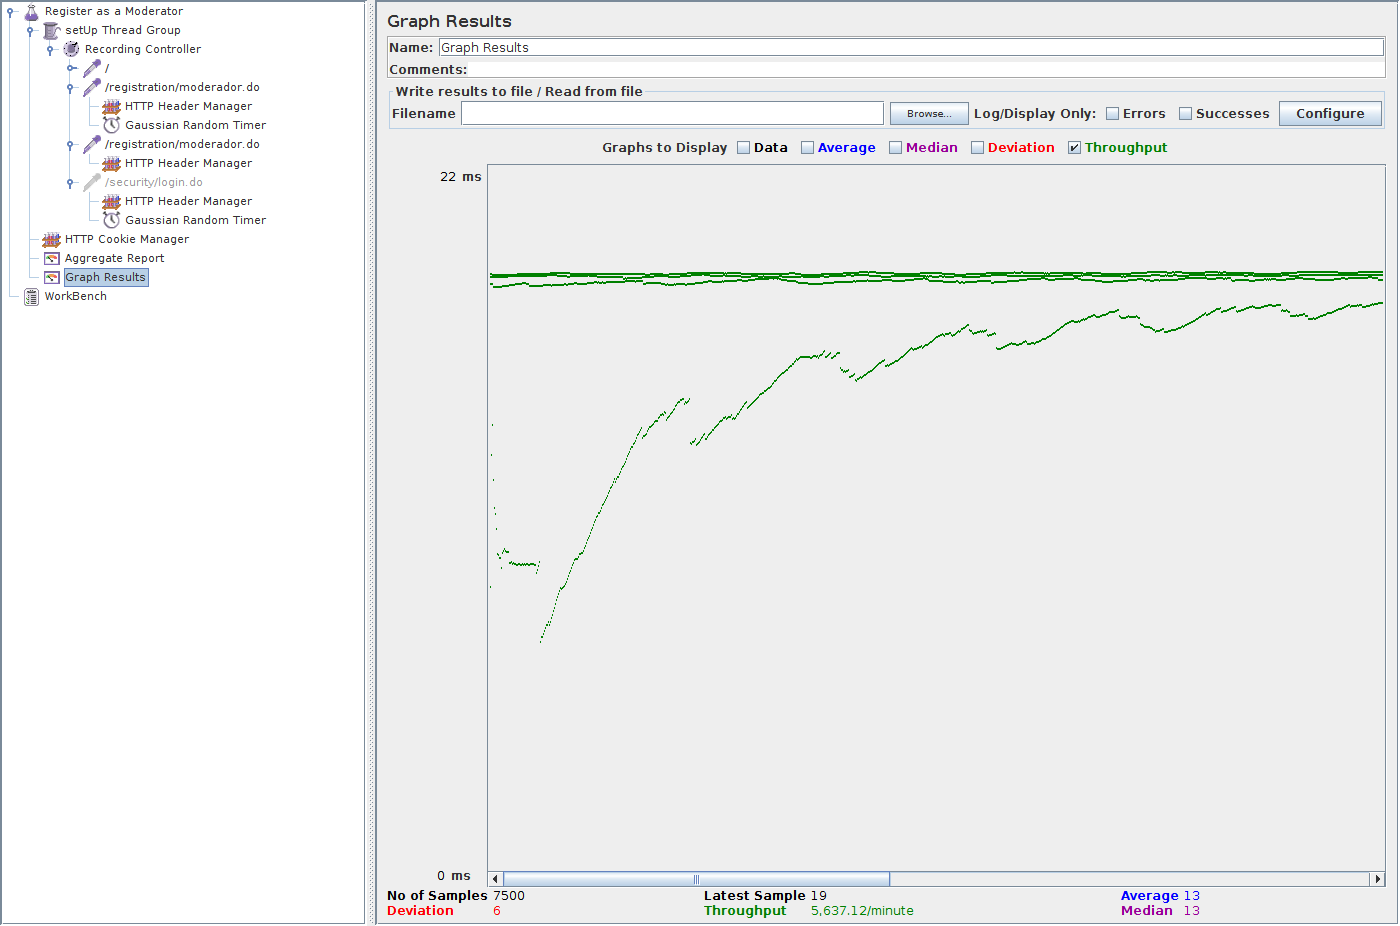 Register as a Moderator
setUp Thread Group
Recording Controller
/
/registration/moderador.do
HTTP Header Manager
Gaussian Random Timer
/registration/moderador.do
HTTP Header Manager
/security/login.do
HTTP Header Manager
Gaussian Random Timer
HTTP Cookie Manager
Aggregate Report
Graph Results
WorkBench
Graph Results
Name: Graph Results
Comments:
Write results to file / Read from file
Filename Browse... Log/Display Only: Errors Successes Configure
Graphs to Display Data Average Median Deviation Throughput
22 ms
0 ms
No of Samples 7500 Latest Sample 19 Average 13
Deviation 6 Throughput 5,637.12/minute Median 13